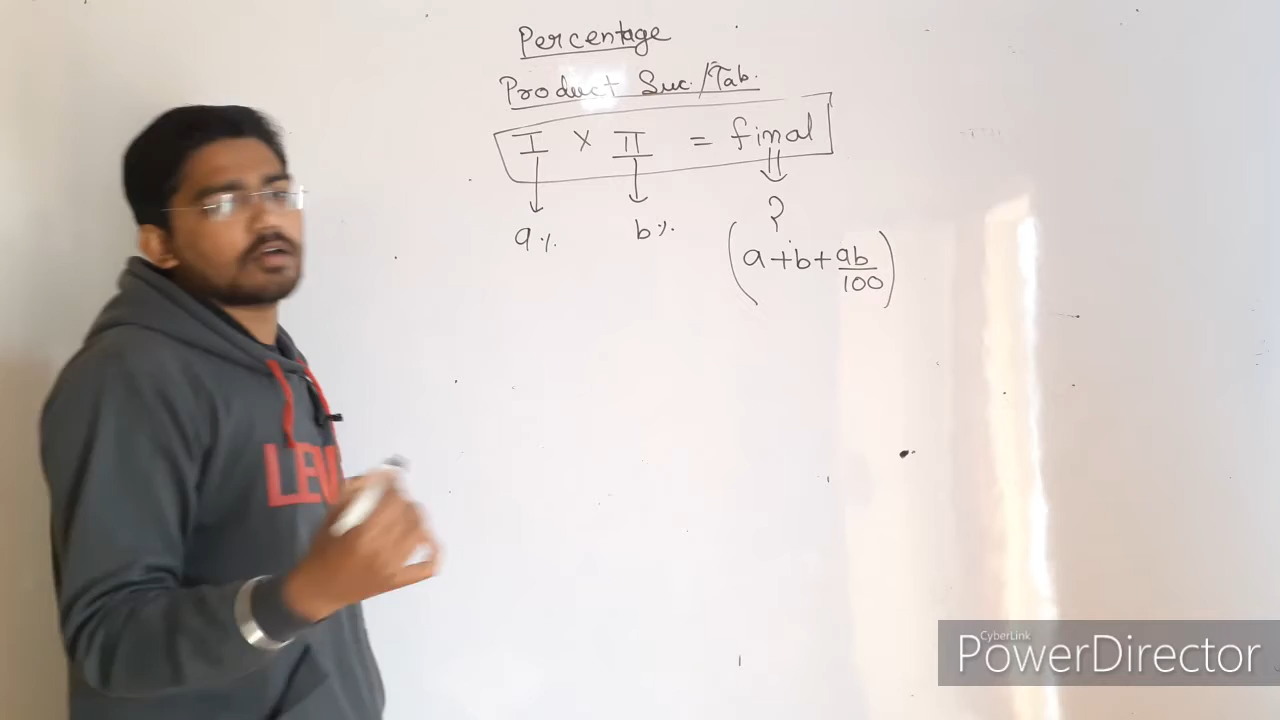 Percentage
Product Suc./Tab.
I × II = final
a% b% ?
(a+b+ab/100)
LEV
CyberLink
PowerDirector